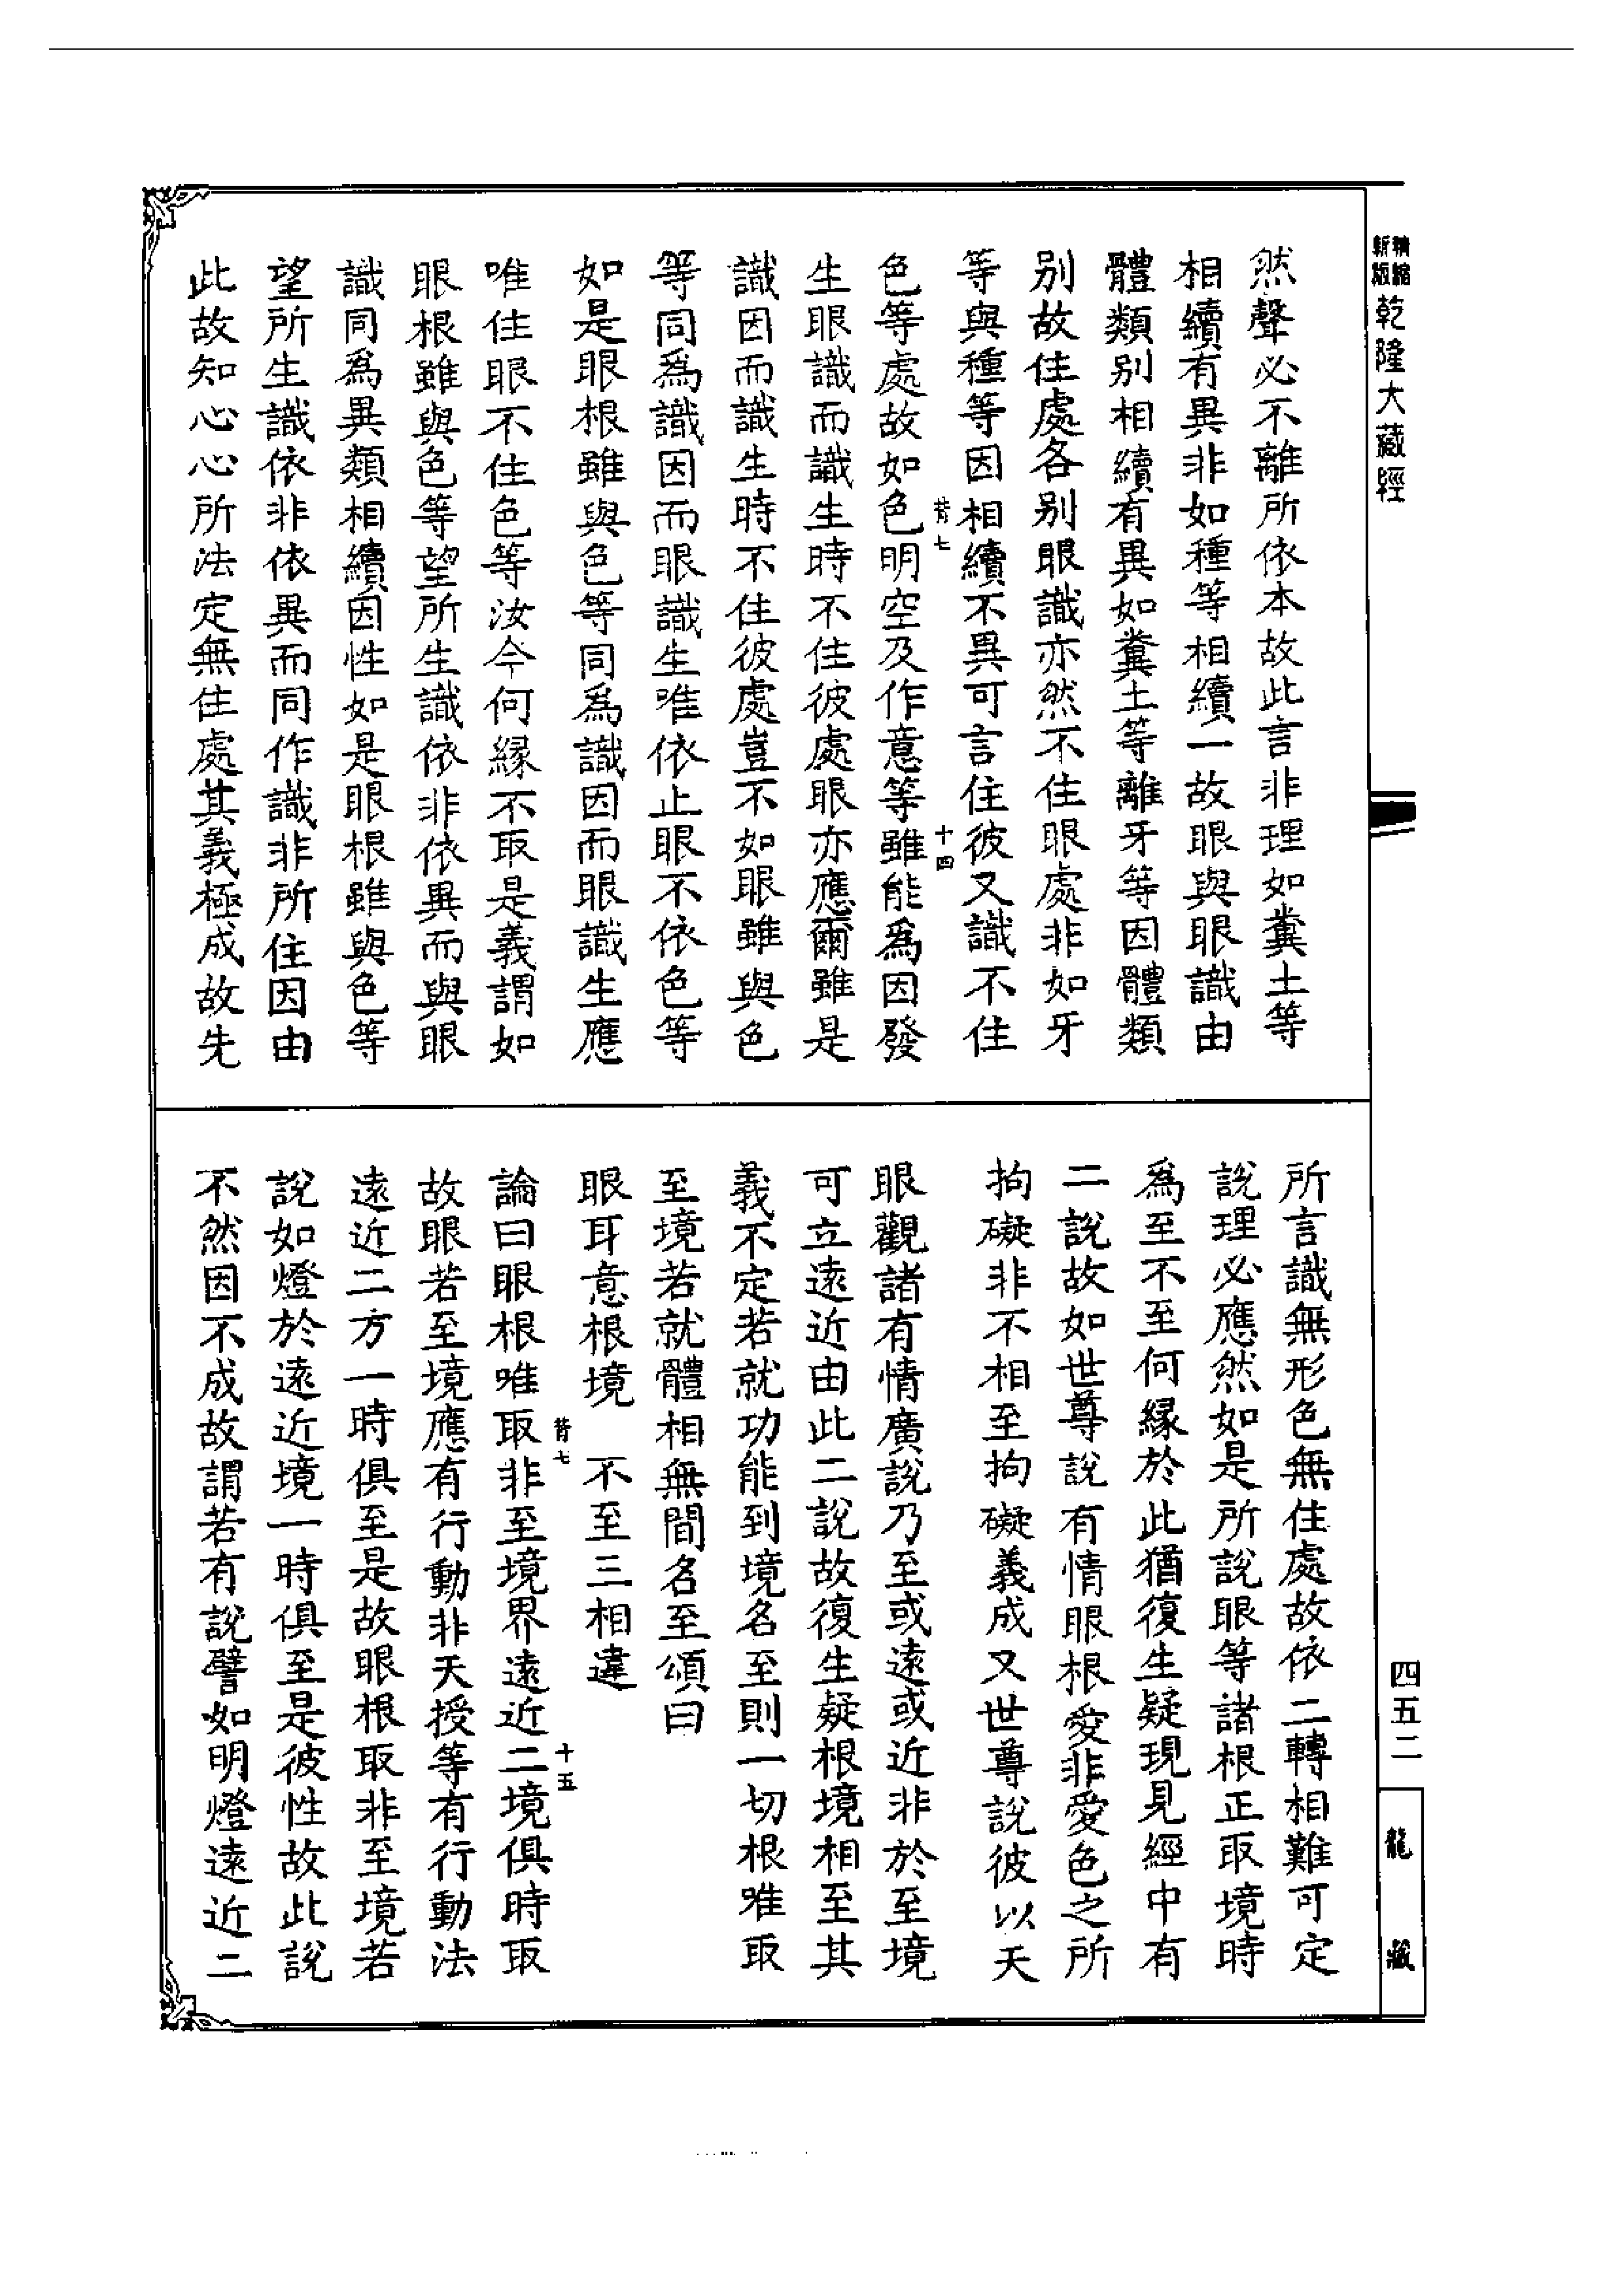 精縮新版乾隆大藏經
然聲必不離所依本故此言非理如糞土等
相續有異非如種等相續一故眼與眼識由
體類别相續有異如糞土等離牙等因體類
别故住處各别眼識亦然不住眼處非如牙
等與種等因相續不異可言住彼又識不住
背七
十四
色等處故如色明空及作意等雖能為因發
生眼識而識生時不住彼處眼亦應爾雖是
識因而識生時不住彼處豈不如眼雖與色
等同為識因而眼識生唯依止眼不依色等
如是眼根雖與色等同為識因而眼識生應
唯住眼不住色等汝今何縁不取是義謂如
眼根雖與色等望所生識依非依異而與眼
識同為異類相續因性如是眼根雖與色等
望所生識依非依異而同作識非所住因由
此故知心心所法定無住處其義極成故先
所言識無形色無住處故依二轉相難可定
說理必應然如是所說眼等諸根正取境時
為至不至何縁於此猶復生疑現見經中有
二說故如世尊說有情眼根愛非愛色之所
拘礙非不相至拘礙義成又世尊說彼以天
眼觀諸有情廣說乃至或遠或近非於至境
可立遠近由此二說故復生疑根境相至其
義不定若就功能到境名至則一切根唯取
至境若就體相無間名至頌曰
眼耳意根境　不至三相違
背七
十五
論曰眼根唯取非至境界遠近二境俱時取
故眼若至境應有行動非天授等有行動法
遠近二方一時俱至是故眼根取非至境若
說如燈於遠近境一時俱至是彼性故此說
不然因不成故謂若有說譬如明燈遠近二
四五二
龍藏